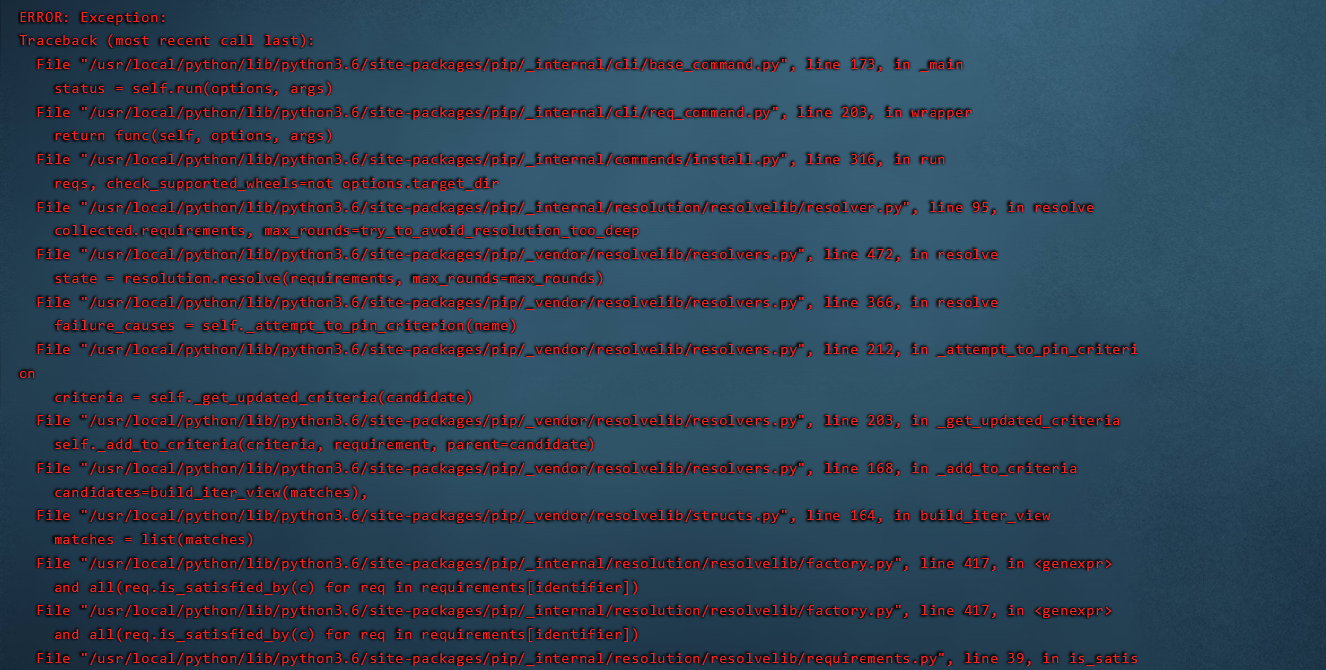 ERROR: Exception:
Traceback (most recent call last):
  File "/usr/local/python/lib/python3.6/site-packages/pip/_internal/cli/base_command.py", line 173, in _main
    status = self.run(options, args)
  File "/usr/local/python/lib/python3.6/site-packages/pip/_internal/cli/req_command.py", line 203, in wrapper
    return func(self, options, args)
  File "/usr/local/python/lib/python3.6/site-packages/pip/_internal/commands/install.py", line 316, in run
    reqs, check_supported_wheels=not options.target_dir
  File "/usr/local/python/lib/python3.6/site-packages/pip/_internal/resolution/resolvelib/resolver.py", line 95, in resolve
    collected.requirements, max_rounds=try_to_avoid_resolution_too_deep
  File "/usr/local/python/lib/python3.6/site-packages/pip/_vendor/resolvelib/resolvers.py", line 472, in resolve
    state = resolution.resolve(requirements, max_rounds=max_rounds)
  File "/usr/local/python/lib/python3.6/site-packages/pip/_vendor/resolvelib/resolvers.py", line 366, in resolve
    failure_causes = self._attempt_to_pin_criterion(name)
  File "/usr/local/python/lib/python3.6/site-packages/pip/_vendor/resolvelib/resolvers.py", line 212, in _attempt_to_pin_criteri
on
    criteria = self._get_updated_criteria(candidate)
  File "/usr/local/python/lib/python3.6/site-packages/pip/_vendor/resolvelib/resolvers.py", line 203, in _get_updated_criteria
    self._add_to_criteria(criteria, requirement, parent=candidate)
  File "/usr/local/python/lib/python3.6/site-packages/pip/_vendor/resolvelib/resolvers.py", line 168, in _add_to_criteria
    candidates=build_iter_view(matches),
  File "/usr/local/python/lib/python3.6/site-packages/pip/_vendor/resolvelib/structs.py", line 164, in build_iter_view
    matches = list(matches)
  File "/usr/local/python/lib/python3.6/site-packages/pip/_internal/resolution/resolvelib/factory.py", line 417, in <genexpr>
    and all(req.is_satisfied_by(c) for req in requirements[identifier])
  File "/usr/local/python/lib/python3.6/site-packages/pip/_internal/resolution/resolvelib/factory.py", line 417, in <genexpr>
    and all(req.is_satisfied_by(c) for req in requirements[identifier])
  File "/usr/local/python/lib/python3.6/site-packages/pip/_internal/resolution/resolvelib/requirements.py", line 39, in is_satis